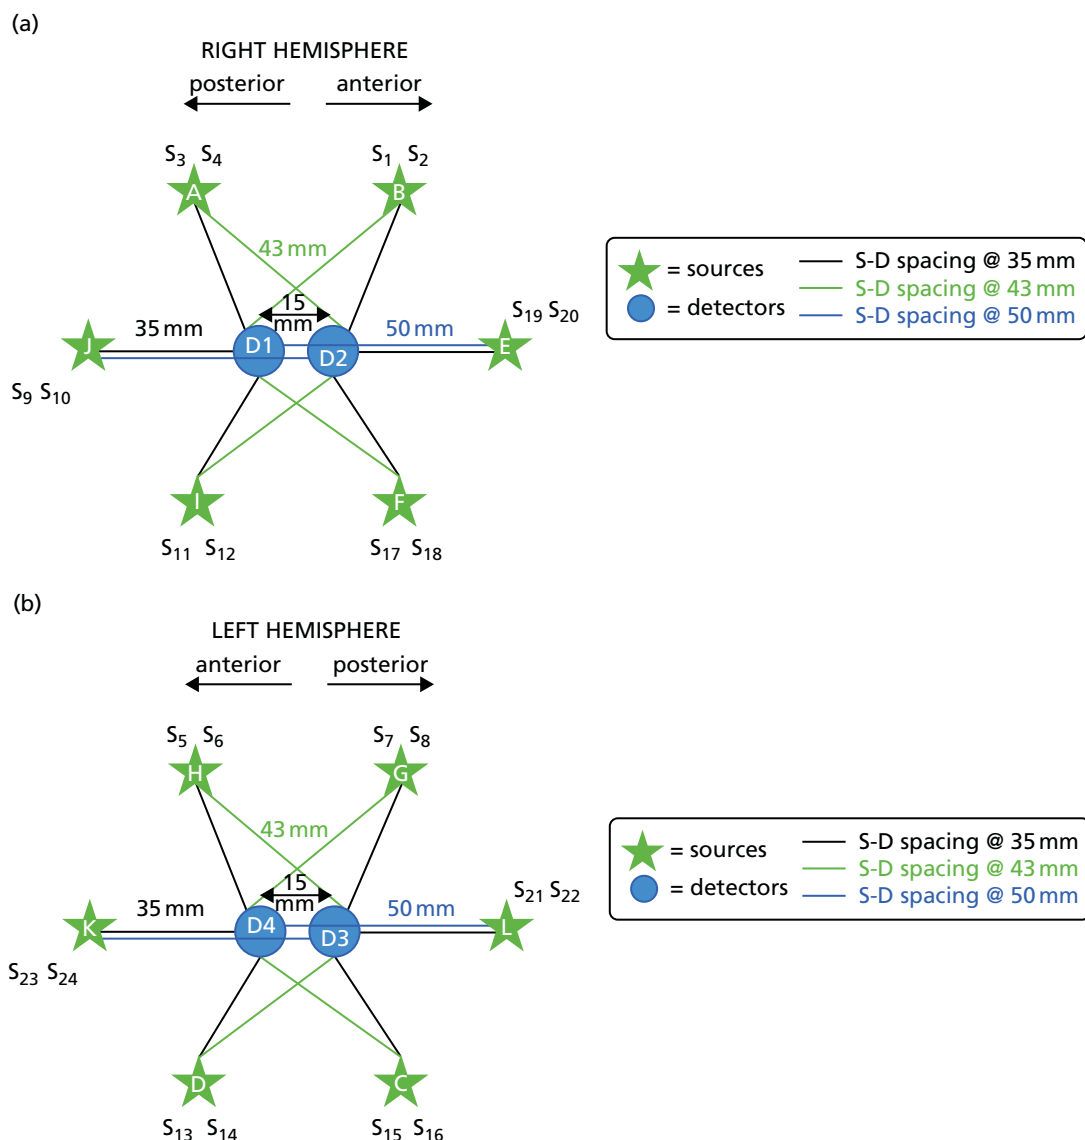 (a)
RIGHT HEMISPHERE
posterior anterior
S₃ S₄ S₁ S₂
A B
43 mm
15
mm
35 mm 50 mm
S₁₉ S₂₀
J D1 D2 E
S₉ S₁₀
I F
S₁₁ S₁₂ S₁₇ S₁₈
= sources
= detectors
S-D spacing @ 35 mm
S-D spacing @ 43 mm
S-D spacing @ 50 mm
(b)
LEFT HEMISPHERE
anterior posterior
S₅ S₆ S₇ S₈
H G
43 mm
15
mm
35 mm 50 mm
S₂₁ S₂₂
K D4 D3 L
S₂₃ S₂₄
D C
S₁₃ S₁₄ S₁₅ S₁₆
= sources
= detectors
S-D spacing @ 35 mm
S-D spacing @ 43 mm
S-D spacing @ 50 mm